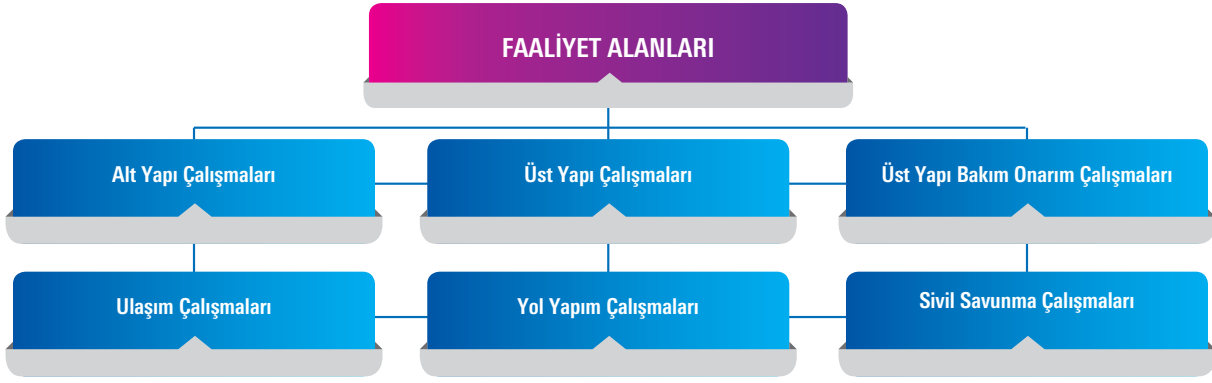 FAALİYET ALANLARI
Alt Yapı Çalışmaları
Üst Yapı Çalışmaları
Üst Yapı Bakım Onarım Çalışmaları
Ulaşım Çalışmaları
Yol Yapım Çalışmaları
Sivil Savunma Çalışmaları